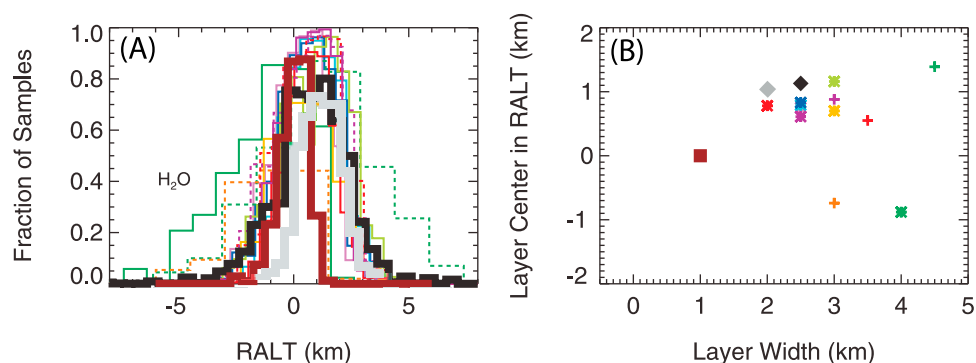 (A)
Fraction of Samples
1.0
0.8
0.6
0.4
0.2
0.0
H₂O
-5
0
5
RALT (km)
(B)
Layer Center in RALT (km)
2
1
0
-1
-2
0
1
2
3
4
5
Layer Width (km)